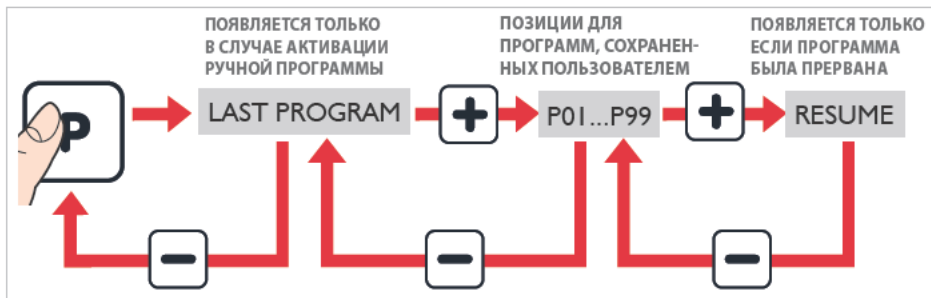 ПОЯВЛЯЕТСЯ ТОЛЬКО
В СЛУЧАЕ АКТИВАЦИИ
РУЧНОЙ ПРОГРАММЫ
ПОЗИЦИИ ДЛЯ
ПРОГРАММ, СОХРАНЕН-
НЫХ ПОЛЬЗОВАТЕЛЕМ
ПОЯВЛЯЕТСЯ ТОЛЬКО
ЕСЛИ ПРОГРАММА
БЫЛА ПРЕРВАНА
P
LAST PROGRAM
+
P01...P99
+
RESUME
−
−
−